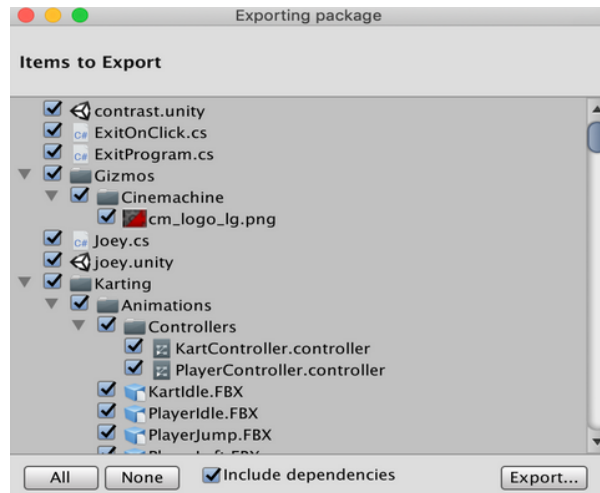 Exporting package
Items to Export
contrast.unity
C# ExitOnClick.cs
C# ExitProgram.cs
Gizmos
Cinemachine
cm_logo_lg.png
C# Joey.cs
joey.unity
Karting
Animations
Controllers
KartController.controller
PlayerController.controller
KartIdle.FBX
PlayerIdle.FBX
PlayerJump.FBX
All None Include dependencies Export...